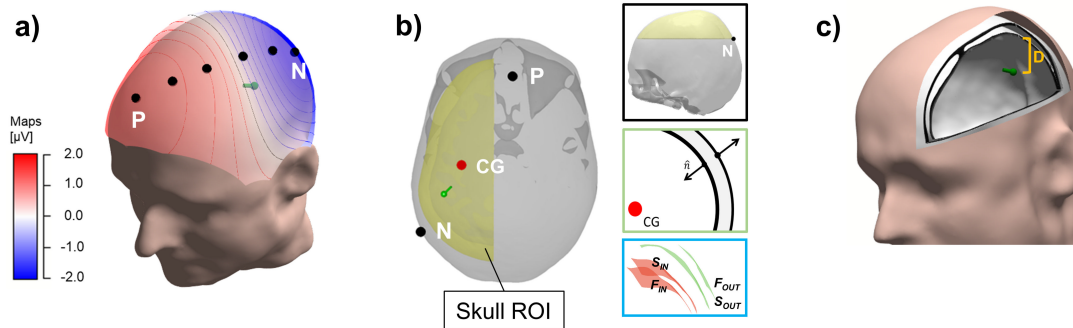 a)
N
P
Maps
[µV]
2.0
1.0
0.0
-1.0
-2.0
b)
P
CG
N
Skull ROI
N
n̂
CG
S_IN
F_IN
F_OUT
S_OUT
c)
D